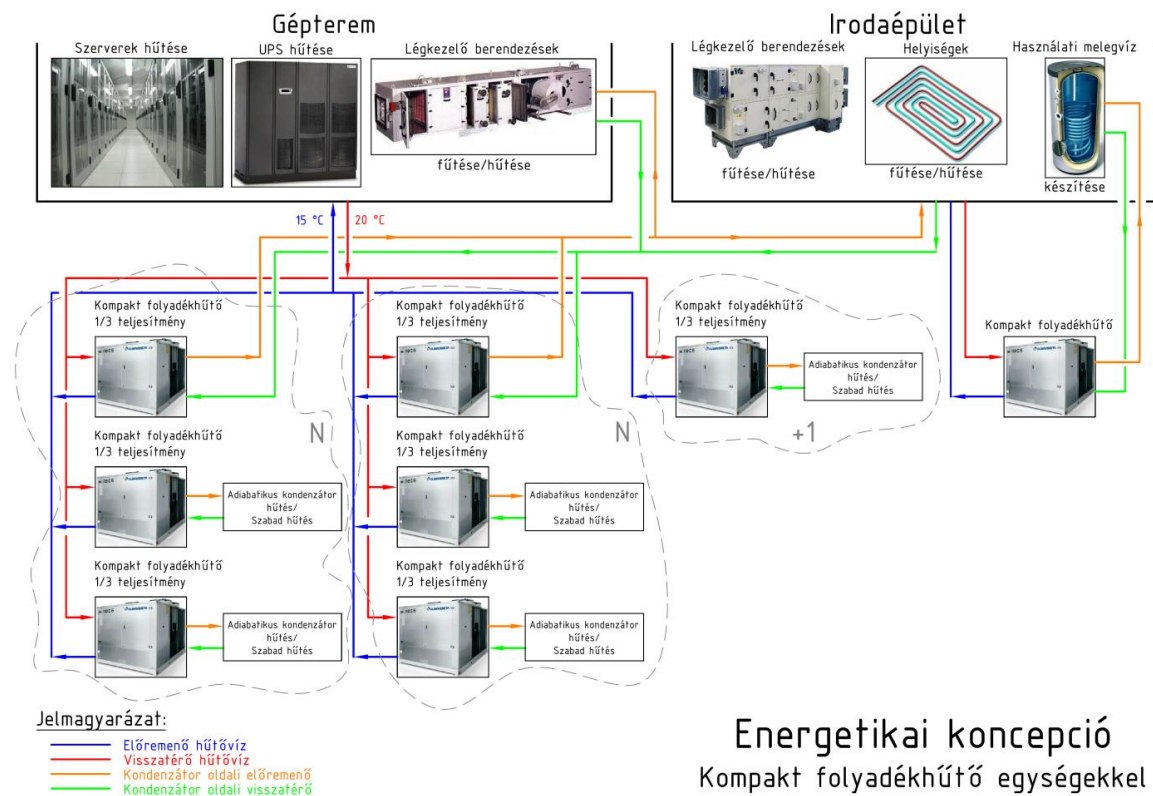 Gépterem
Irodaépület
Szerverek hűtése
UPS hűtése
Légkezelő berendezések
Légkezelő berendezések
Helyiségek
Használati melegvíz
fűtése/hűtése
fűtése/hűtése
fűtése/hűtése
készítése
15 °C
20 °C
Kompakt folyadékhűtő
1/3 teljesítmény
Kompakt folyadékhűtő
1/3 teljesítmény
Kompakt folyadékhűtő
1/3 teljesítmény
Kompakt folyadékhűtő
Adiabatikus kondenzátor
hűtés/
Szabad hűtés
N
N
+1
Kompakt folyadékhűtő
1/3 teljesítmény
Adiabatikus kondenzátor
hűtés/
Szabad hűtés
Kompakt folyadékhűtő
1/3 teljesítmény
Adiabatikus kondenzátor
hűtés/
Szabad hűtés
Kompakt folyadékhűtő
1/3 teljesítmény
Adiabatikus kondenzátor
hűtés/
Szabad hűtés
Kompakt folyadékhűtő
1/3 teljesítmény
Adiabatikus kondenzátor
hűtés/
Szabad hűtés
Jelmagyarázat:
Előremenő hűtővíz
Visszatérő hűtővíz
Kondenzátor oldali előremenő
Kondenzátor oldali visszatérő
Energetikai koncepció
Kompakt folyadékhűtő egységekkel